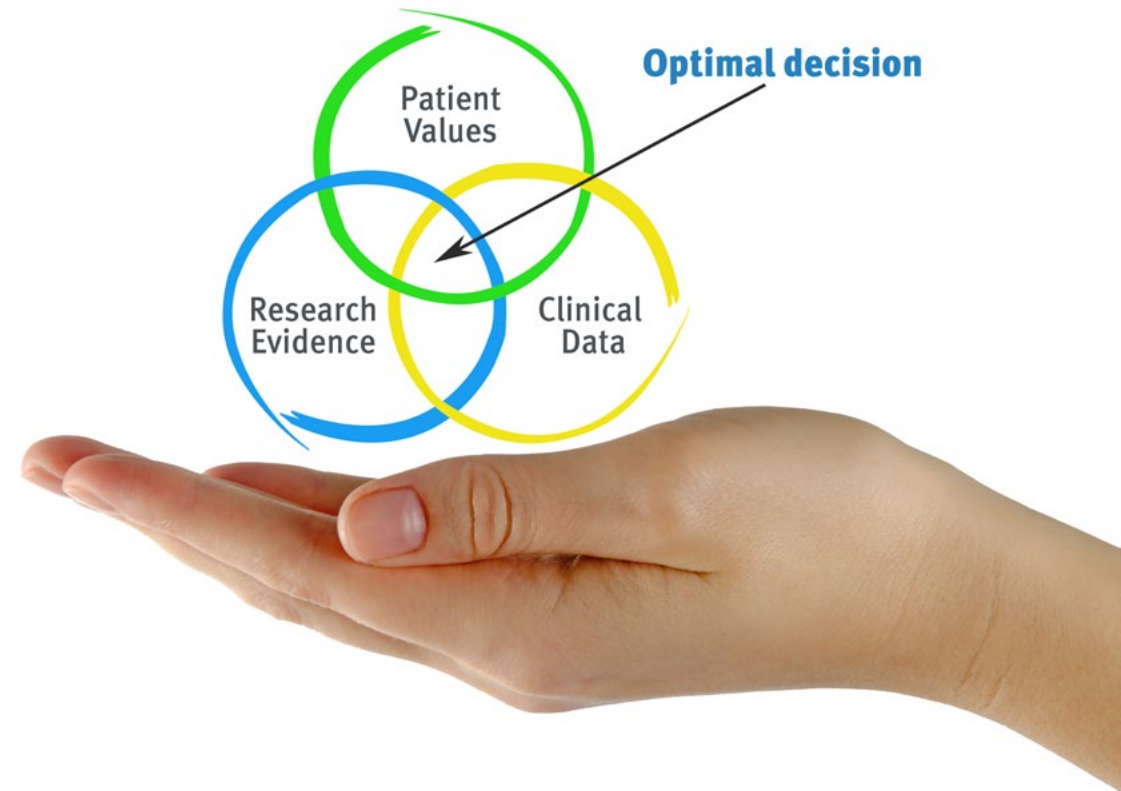 Optimal decision
Patient
Values
Research
Evidence
Clinical
Data